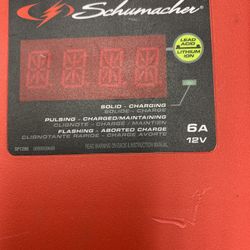 Schumacher
LEAD
ACID
LITHIUM
ION
SOLID - CHARGING
SOLIDE - CHARGE
PULSING - CHARGED/MAINTAINING
CLIGNOTE - CHARGÉ / MAINTIEN
FLASHING - ABORTED CHARGE
CLIGNOTANTE RAPIDE - CHARGE AVORTÉ
6A
12V
READ WARNING ON BACK & INSTRUCTION MANUAL